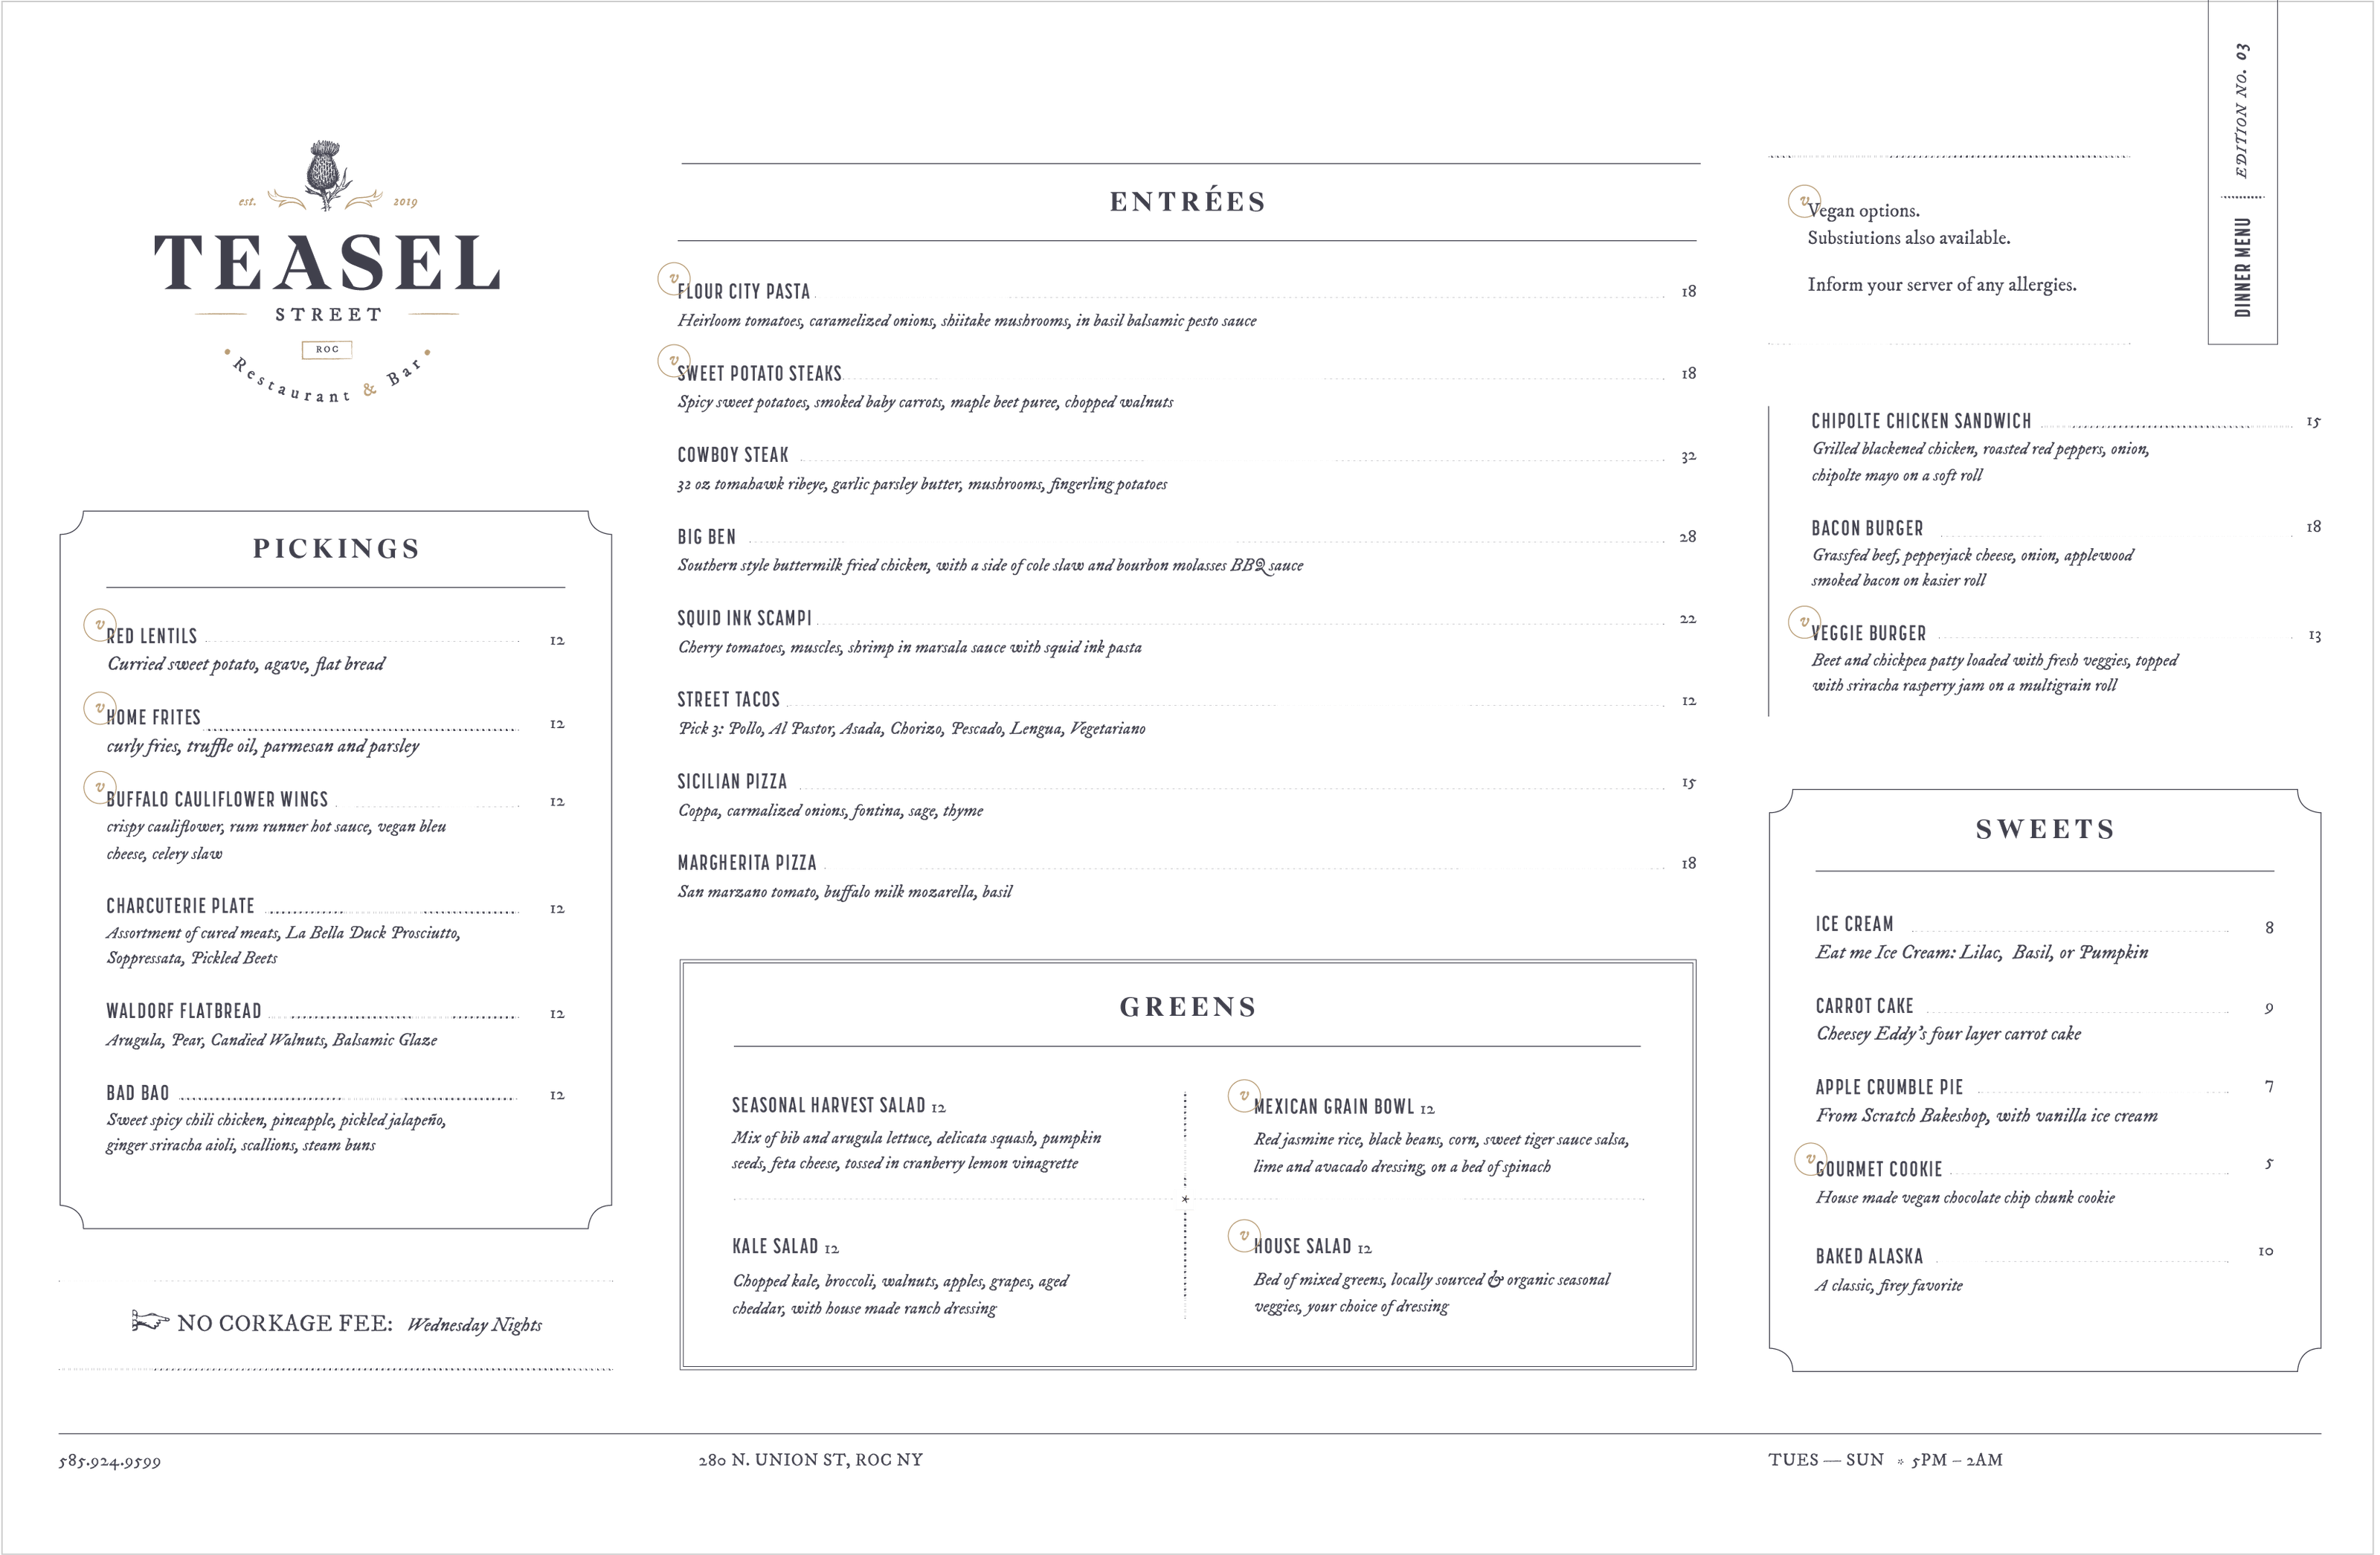 est. 2019
TEASEL
STREET
ROC
Restaurant & Bar
PICKINGS
v
RED LENTILS 12
Curried sweet potato, agave, flat bread
v
HOME FRITES 12
curly fries, truffle oil, parmesan and parsley
v
BUFFALO CAULIFLOWER WINGS 12
crispy cauliflower, rum runner hot sauce, vegan bleu
cheese, celery slaw
CHARCUTERIE PLATE 12
Assortment of cured meats, La Bella Duck Prosciutto,
Soppressata, Pickled Beets
WALDORF FLATBREAD 12
Arugula, Pear, Candied Walnuts, Balsamic Glaze
BAD BAO 12
Sweet spicy chili chicken, pineapple, pickled jalapeño,
ginger sriracha aioli, scallions, steam buns
NO CORKAGE FEE: Wednesday Nights
ENTRÉES
v
FLOUR CITY PASTA 18
Heirloom tomatoes, caramelized onions, shiitake mushrooms, in basil balsamic pesto sauce
v
SWEET POTATO STEAKS 18
Spicy sweet potatoes, smoked baby carrots, maple beet puree, chopped walnuts
COWBOY STEAK 32
32 oz tomahawk ribeye, garlic parsley butter, mushrooms, fingerling potatoes
BIG BEN 28
Southern style buttermilk fried chicken, with a side of cole slaw and bourbon molasses BBQ sauce
SQUID INK SCAMPI 22
Cherry tomatoes, muscles, shrimp in marsala sauce with squid ink pasta
STREET TACOS 12
Pick 3: Pollo, Al Pastor, Asada, Chorizo, Pescado, Lengua, Vegetariano
SICILIAN PIZZA 15
Coppa, carmalized onions, fontina, sage, thyme
MARGHERITA PIZZA 18
San marzano tomato, buffalo milk mozarella, basil
GREENS
SEASONAL HARVEST SALAD 12
Mix of bib and arugula lettuce, delicata squash, pumpkin
seeds, feta cheese, tossed in cranberry lemon vinagrette
v
MEXICAN GRAIN BOWL 12
Red jasmine rice, black beans, corn, sweet tiger sauce salsa,
lime and avacado dressing, on a bed of spinach
KALE SALAD 12
Chopped kale, broccoli, walnuts, apples, grapes, aged
cheddar, with house made ranch dressing
v
HOUSE SALAD 12
Bed of mixed greens, locally sourced & organic seasonal
veggies, your choice of dressing
DINNER MENU EDITION NO. 03
v
Vegan options.
Substiutions also available.
Inform your server of any allergies.
CHIPOLTE CHICKEN SANDWICH 15
Grilled blackened chicken, roasted red peppers, onion,
chipolte mayo on a soft roll
BACON BURGER 18
Grassfed beef, pepperjack cheese, onion, applewood
smoked bacon on kasier roll
v
VEGGIE BURGER 13
Beet and chickpea patty loaded with fresh veggies, topped
with sriracha rasperry jam on a multigrain roll
SWEETS
ICE CREAM 8
Eat me Ice Cream: Lilac, Basil, or Pumpkin
CARROT CAKE 9
Cheesey Eddy's four layer carrot cake
APPLE CRUMBLE PIE 7
From Scratch Bakeshop, with vanilla ice cream
v
GOURMET COOKIE 5
House made vegan chocolate chip chunk cookie
BAKED ALASKA 10
A classic, firey favorite
585.924.9599
280 N. UNION ST, ROC NY
TUES — SUN * 5PM – 2AM